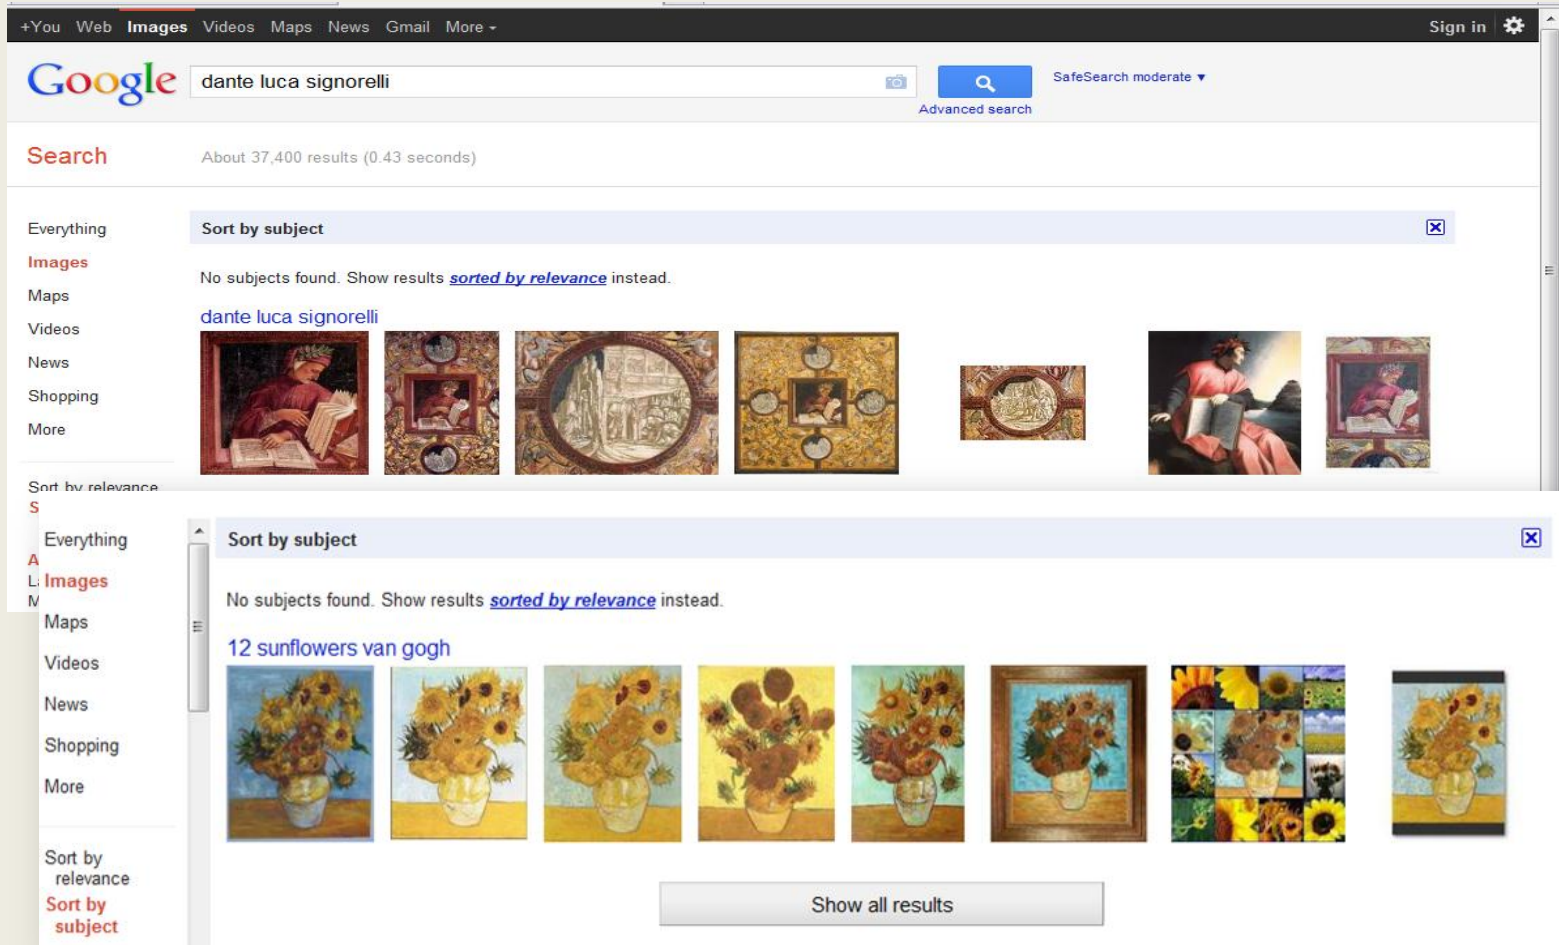 +You Web Images Videos Maps News Gmail More
Sign in
Google
dante luca signorelli
SafeSearch moderate
Advanced search
Search
About 37,400 results (0.43 seconds)
Everything
Images
Maps
Videos
News
Shopping
More
Sort by relevance
S
A
L
M
Sort by subject
No subjects found. Show results sorted by relevance instead.
dante luca signorelli
Everything
Images
Maps
Videos
News
Shopping
More
Sort by
relevance
Sort by
subject
Sort by subject
No subjects found. Show results sorted by relevance instead.
12 sunflowers van gogh
Show all results